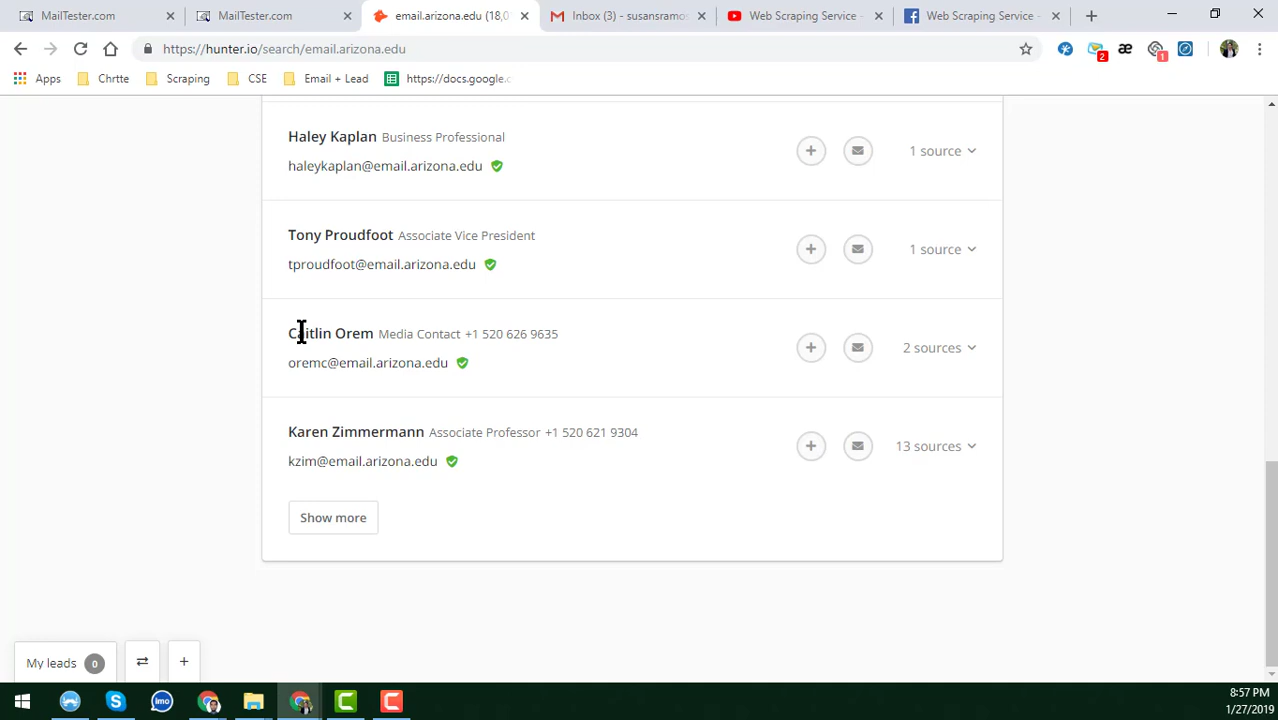 MailTester.com
MailTester.com
email.arizona.edu (18,0
Inbox (3) - susansramos
Web Scraping Service -
Web Scraping Service -
https://hunter.io/search/email.arizona.edu
2
1
Apps
Chrtte
Scraping
CSE
Email + Lead
https://docs.google.c
Haley Kaplan Business Professional
haleykaplan@email.arizona.edu
1 source
Tony Proudfoot Associate Vice President
tproudfoot@email.arizona.edu
1 source
Caitlin Orem Media Contact +1 520 626 9635
oremc@email.arizona.edu
2 sources
Karen Zimmermann Associate Professor +1 520 621 9304
kzim@email.arizona.edu
13 sources
Show more
My leads 0
8:57 PM
1/27/2019